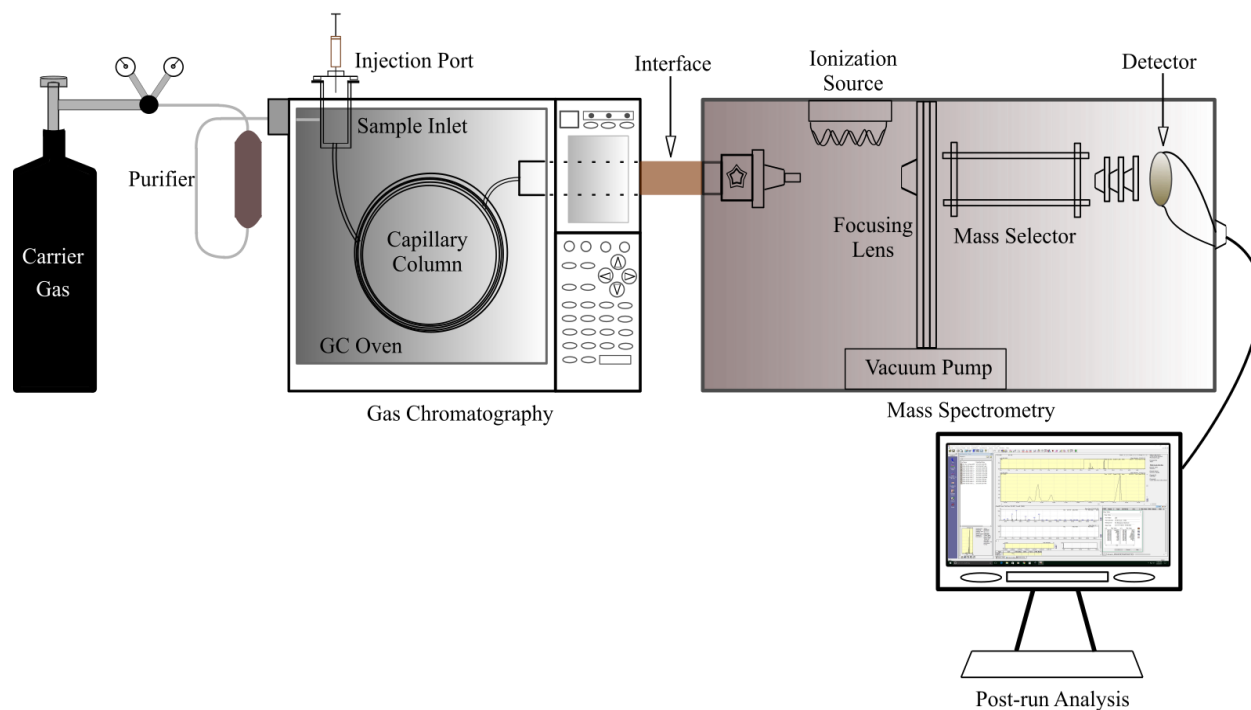 Injection Port
Interface
Ionization
Source
Detector
Sample Inlet
Purifier
Capillary
Column
Focusing
Lens
Mass Selector
Carrier
Gas
GC Oven
Vacuum Pump
Gas Chromatography
Mass Spectrometry
Post-run Analysis